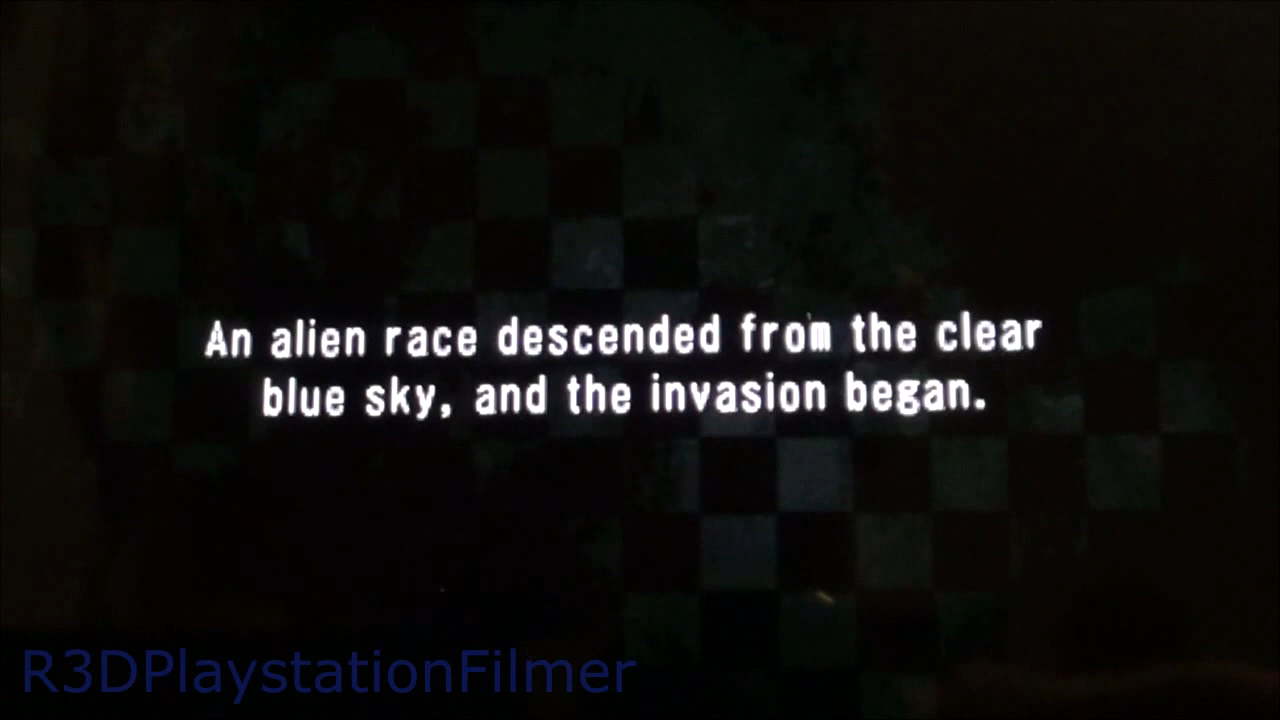 An alien race descended from the clear
blue sky, and the invasion began.
R3DPlaystationFilmer